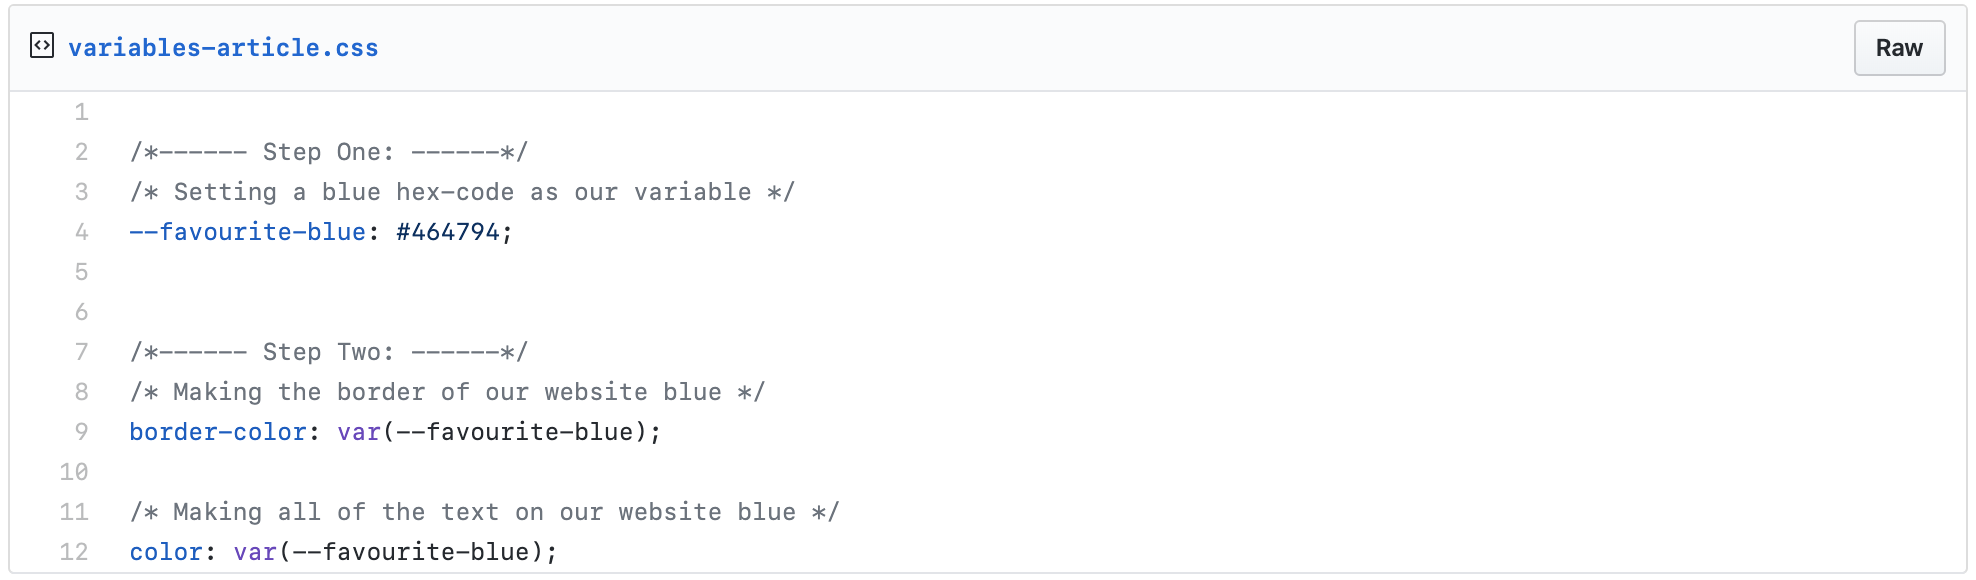 variables-article.css
Raw
1
2 /*------ Step One: ------*/
3 /* Setting a blue hex-code as our variable */
4 --favourite-blue: #464794;
5
6
7 /*------ Step Two: ------*/
8 /* Making the border of our website blue */
9 border-color: var(--favourite-blue);
10
11 /* Making all of the text on our website blue */
12 color: var(--favourite-blue);